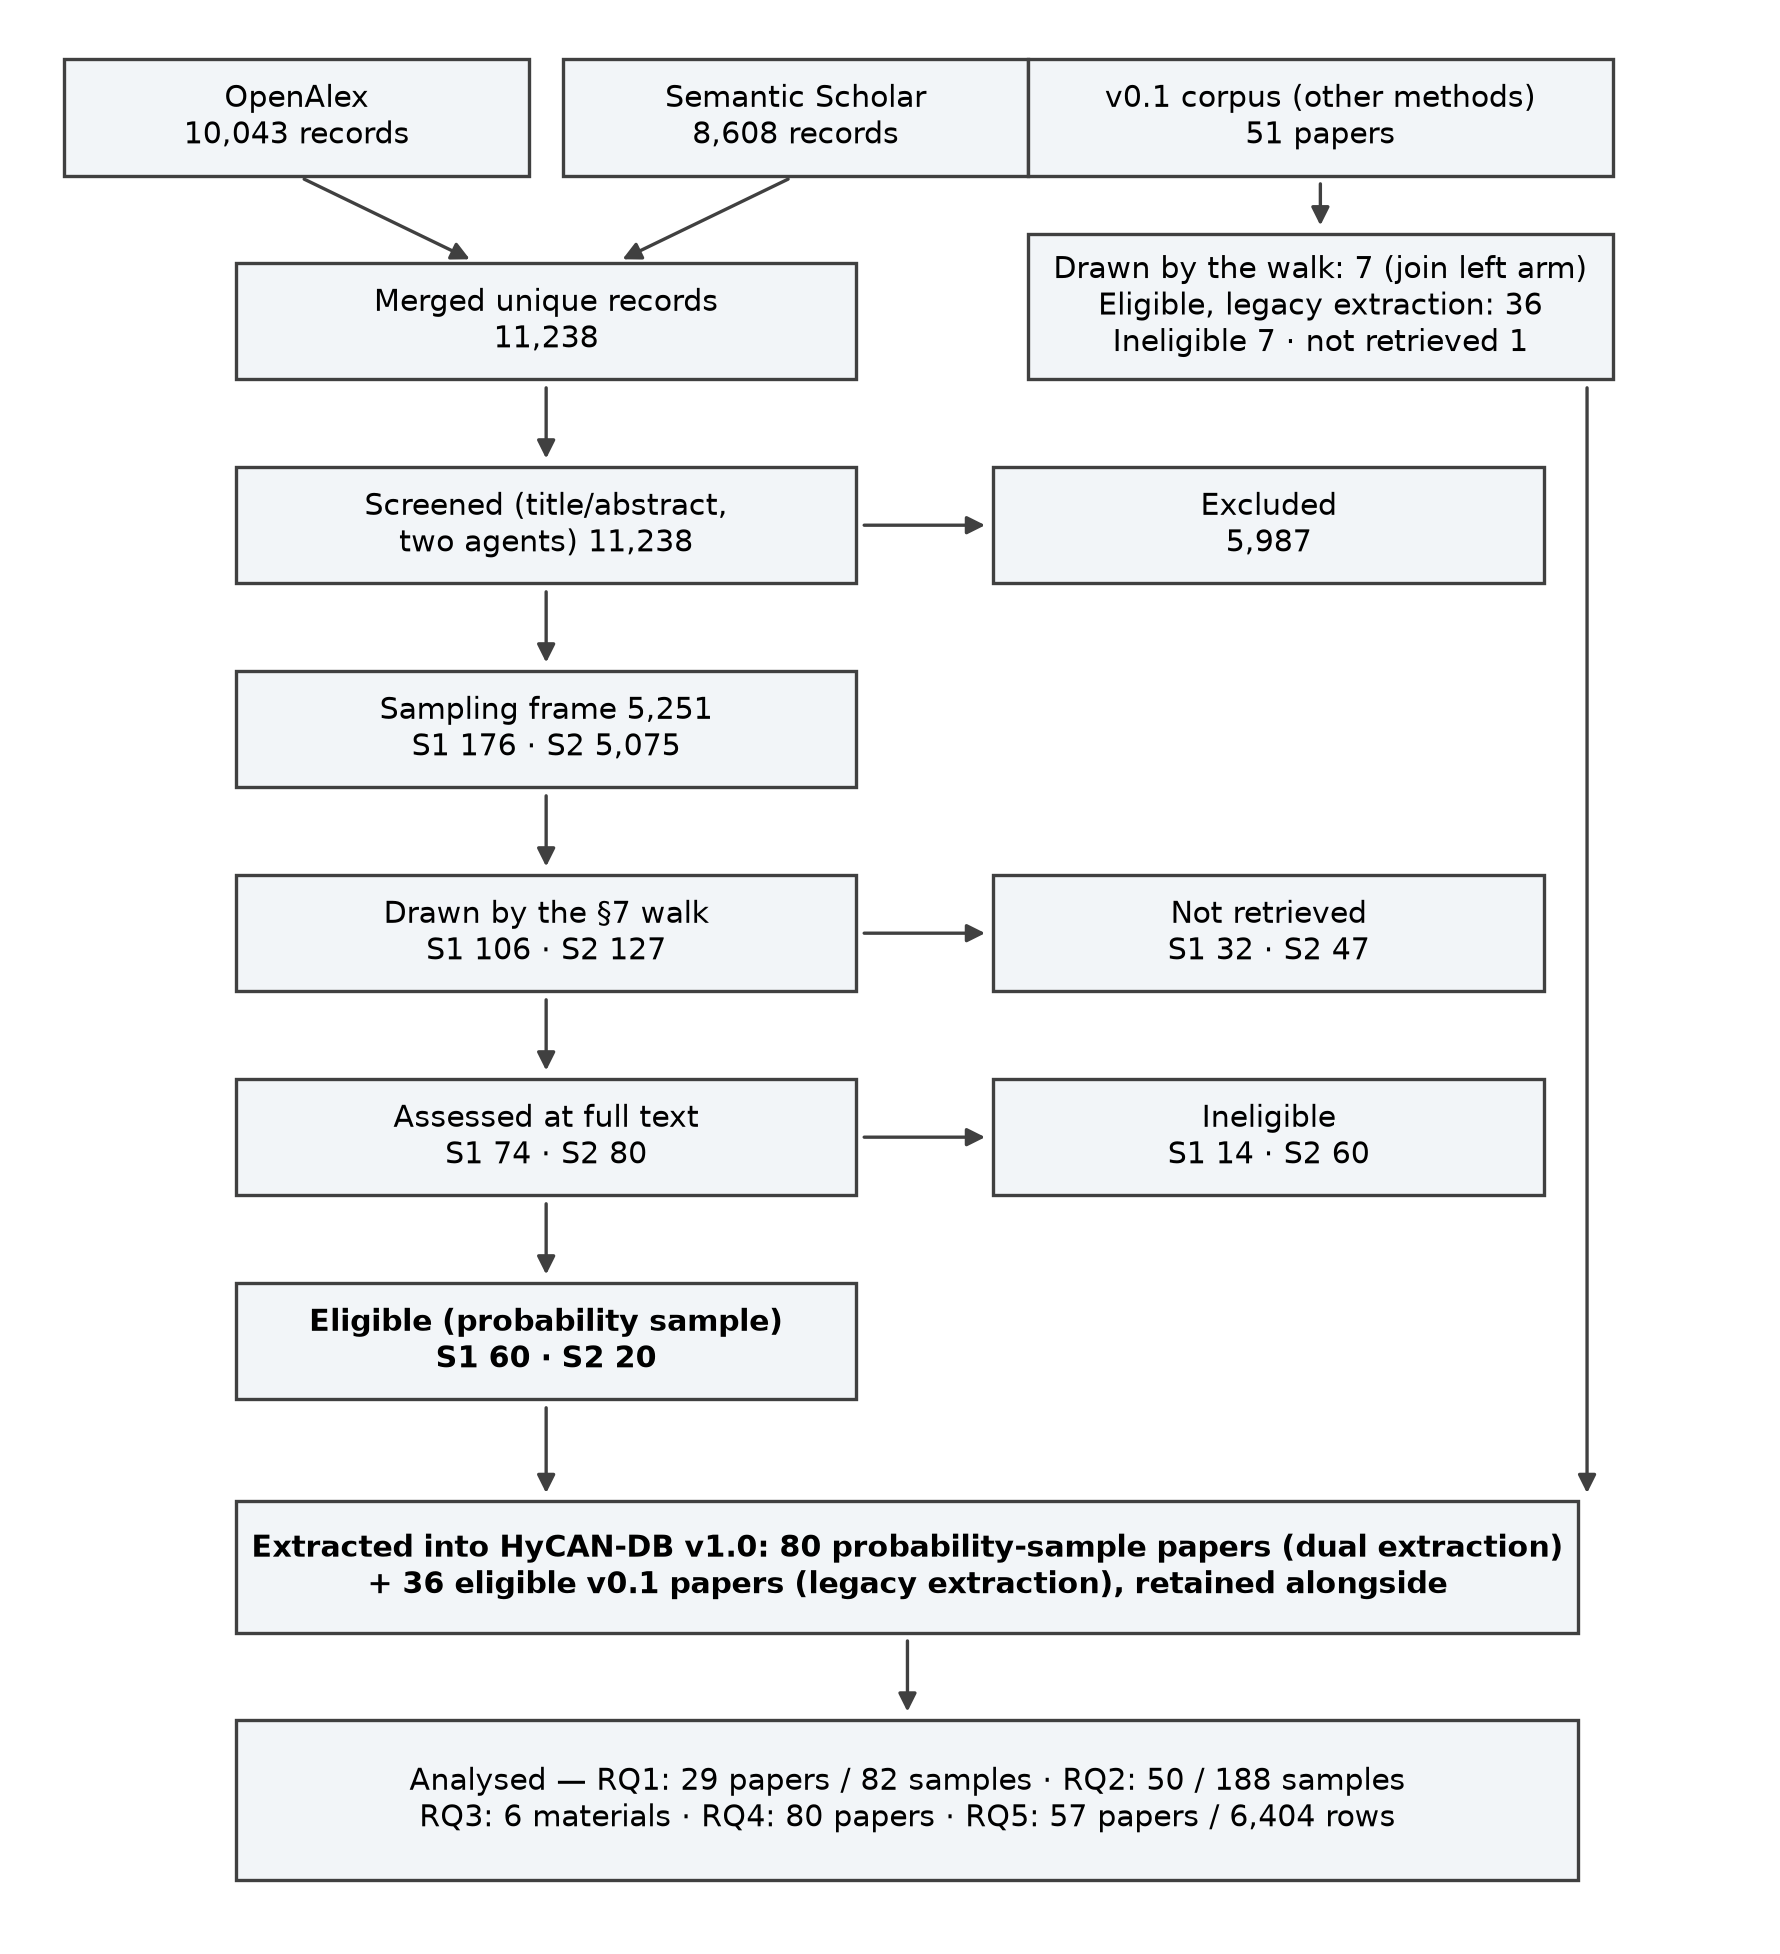 OpenAlex
10,043 records
Semantic Scholar
8,608 records
v0.1 corpus (other methods)
51 papers
Drawn by the walk: 7 (join left arm)
Eligible, legacy extraction: 36
Ineligible 7 · not retrieved 1
Merged unique records
11,238
Screened (title/abstract,
two agents) 11,238
Excluded
5,987
Sampling frame 5,251
S1 176 · S2 5,075
Drawn by the §7 walk
S1 106 · S2 127
Not retrieved
S1 32 · S2 47
Assessed at full text
S1 74 · S2 80
Ineligible
S1 14 · S2 60
Eligible (probability sample)
S1 60 · S2 20
Extracted into HyCAN-DB v1.0: 80 probability-sample papers (dual extraction)
+ 36 eligible v0.1 papers (legacy extraction), retained alongside
Analysed — RQ1: 29 papers / 82 samples · RQ2: 50 / 188 samples
RQ3: 6 materials · RQ4: 80 papers · RQ5: 57 papers / 6,404 rows